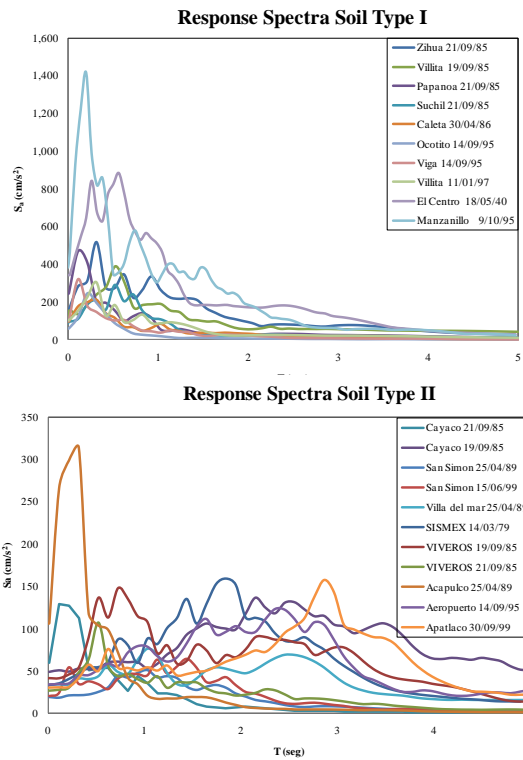 Response Spectra Soil Type I
1,600
1,400
1,200
1,000
800
600
400
200
0
Sa (cm/s²)
0 1 2 3 4 5
Zihua 21/09/85
Villita 19/09/85
Papanoa 21/09/85
Suchil 21/09/85
Caleta 30/04/86
Ocotito 14/09/95
Viga 14/09/95
Villita 11/01/97
El Centro 18/05/40
Manzanillo 9/10/95
Response Spectra Soil Type II
350
300
250
200
150
100
50
0
Sa (cm/s²)
0 1 2 3 4
T (seg)
Cayaco 21/09/85
Cayaco 19/09/85
San Simon 25/04/89
San Simon 15/06/99
Villa del mar 25/04/89
SISMEX 14/03/79
VIVEROS 19/09/85
VIVEROS 21/09/85
Acapulco 25/04/89
Aeropuerto 14/09/95
Apatlaco 30/09/99